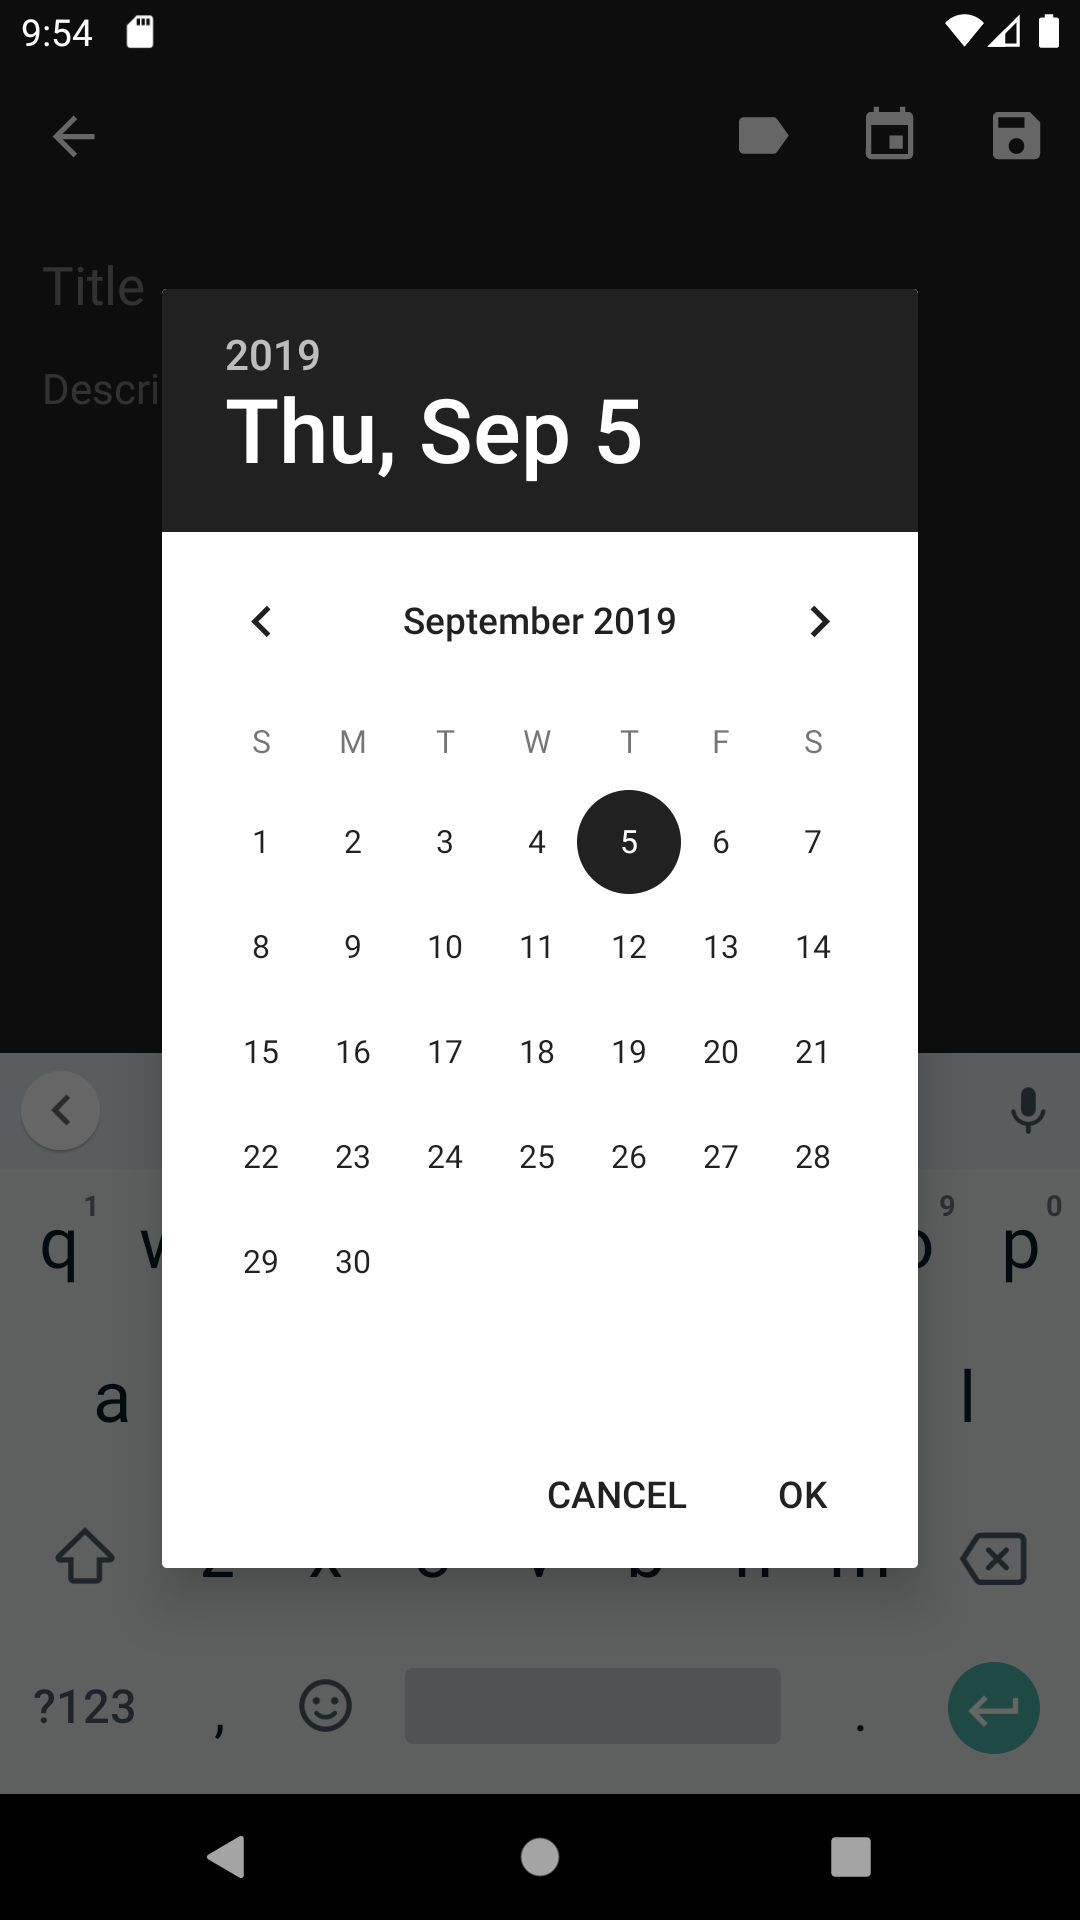 9:54
Title
Descri
2019
Thu, Sep 5
September 2019
S M T W T F S
1 2 3 4 5 6 7
8 9 10 11 12 13 14
15 16 17 18 19 20 21
22 23 24 25 26 27 28
29 30
CANCEL OK
1 9 0
q w o p
a l
z x c v b n m
?123 , .